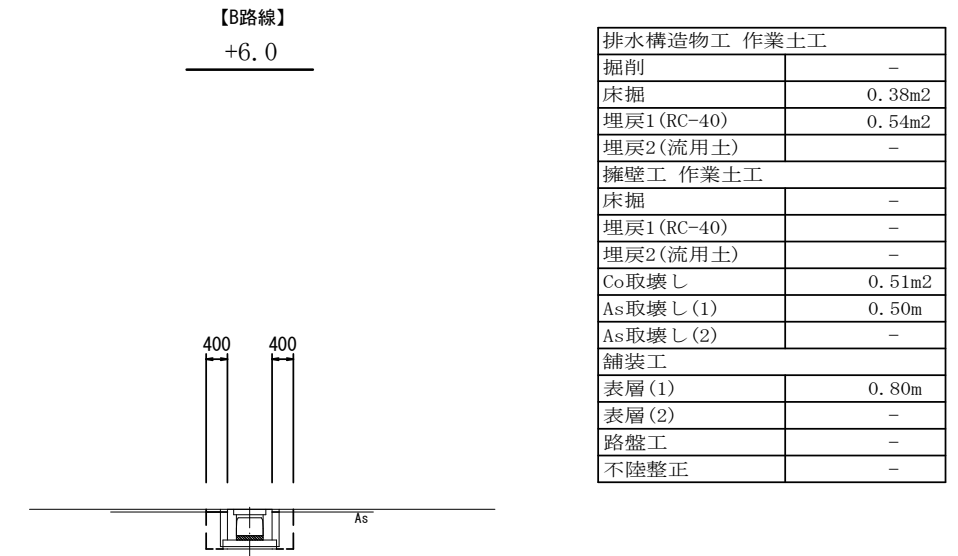 【B路線】
+6.0
排水構造物工 作業土工
掘削 -
床掘 0.38m2
埋戻1(RC-40) 0.54m2
埋戻2(流用土) -
擁壁工 作業土工
床掘 -
埋戻1(RC-40) -
埋戻2(流用土) -
Co取壊し 0.51m2
As取壊し(1) 0.50m
As取壊し(2) -
舗装工
表層(1) 0.80m
表層(2) -
路盤工 -
不陸整正 -
400 400
As